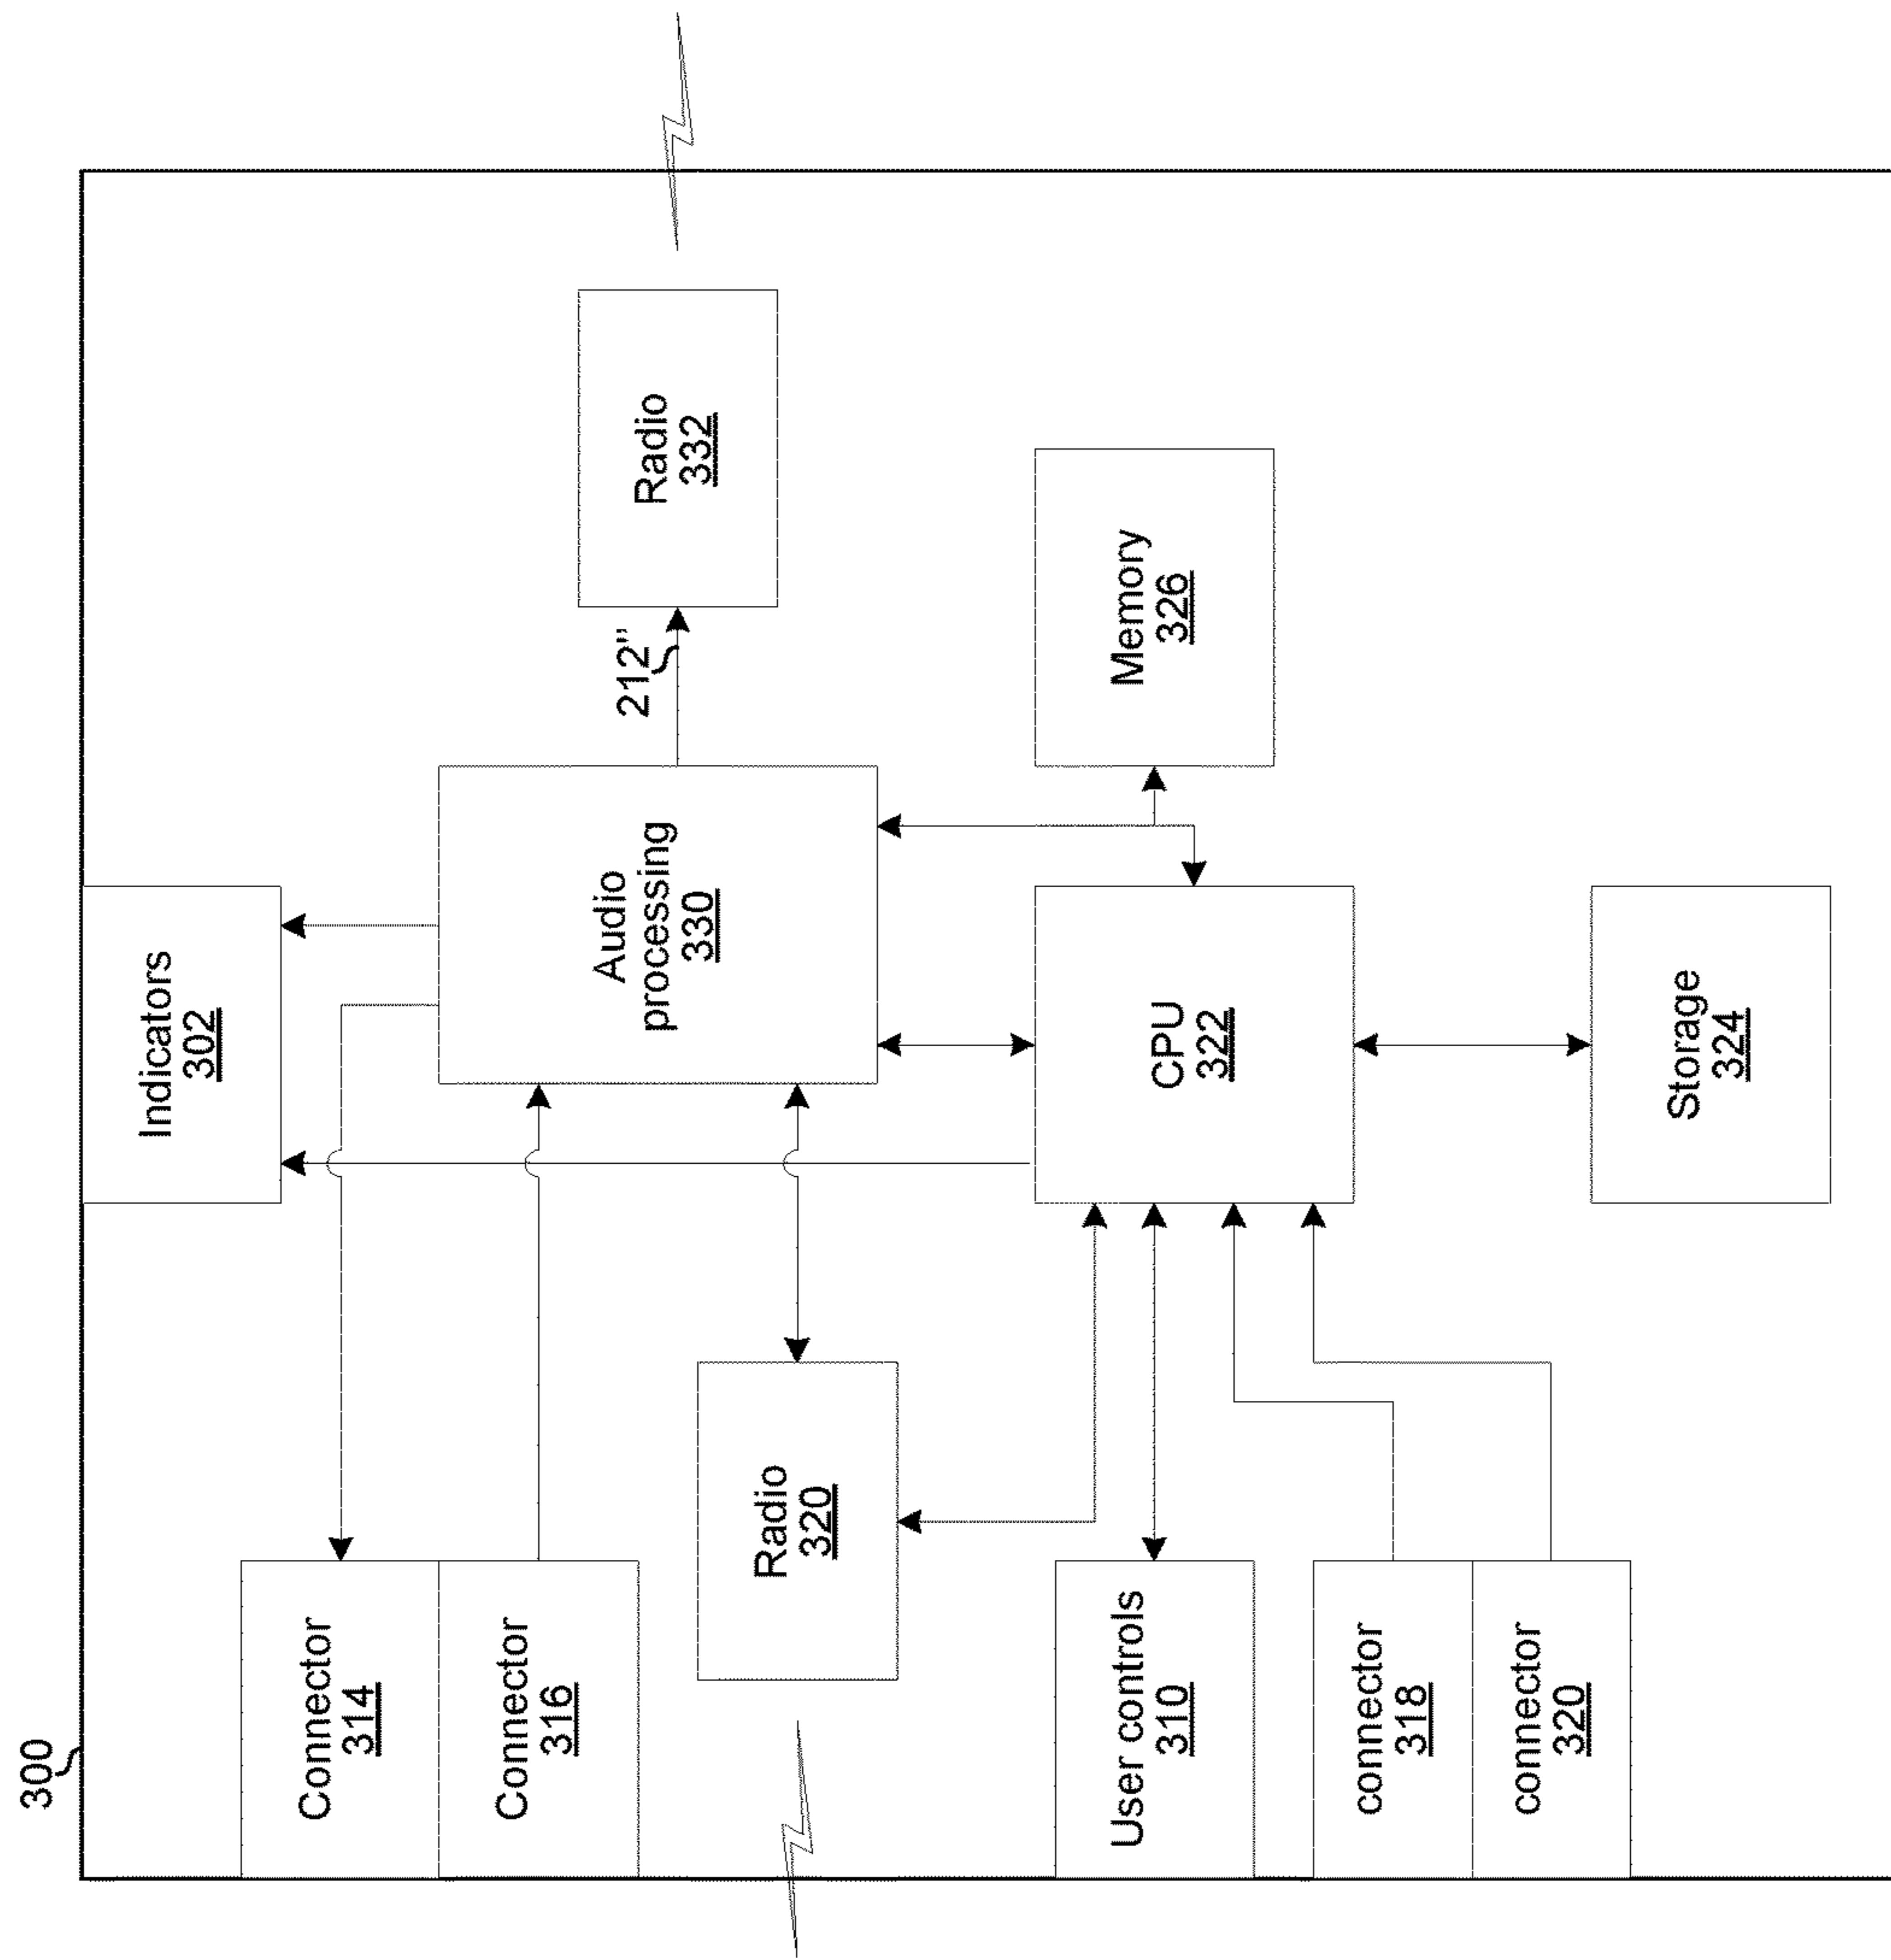 300
Indicators
302
Connector
314
Connector
316
Audio
processing
330
212"
Radio
332
Radio
320
User controls
310
CPU
322
Memory
326
connector
318
connector
320
Storage
324